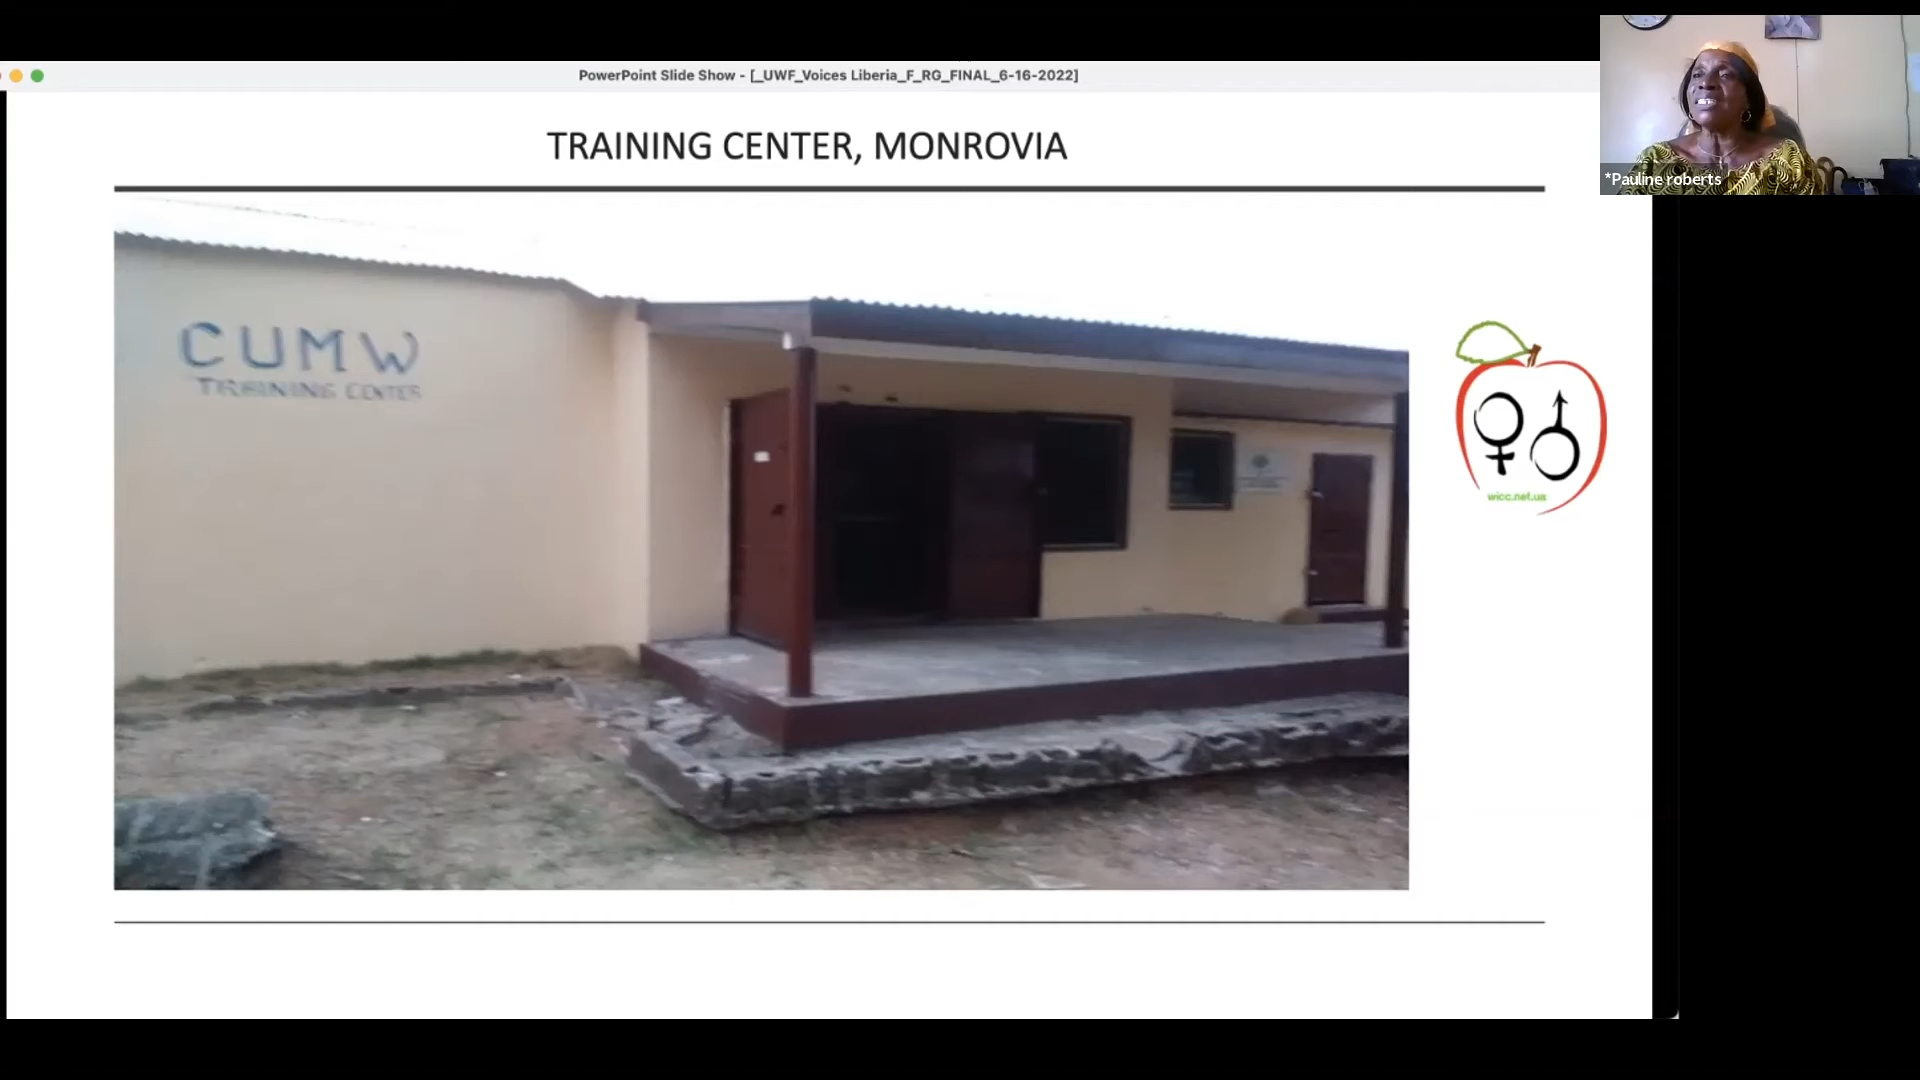 PowerPoint Slide Show - [_UWF_Voices Liberia_F_RG_FINAL_6-16-2022]
*Pauline roberts
TRAINING CENTER, MONROVIA
CUMW
TRAINING CENTER
wicc.net.ua